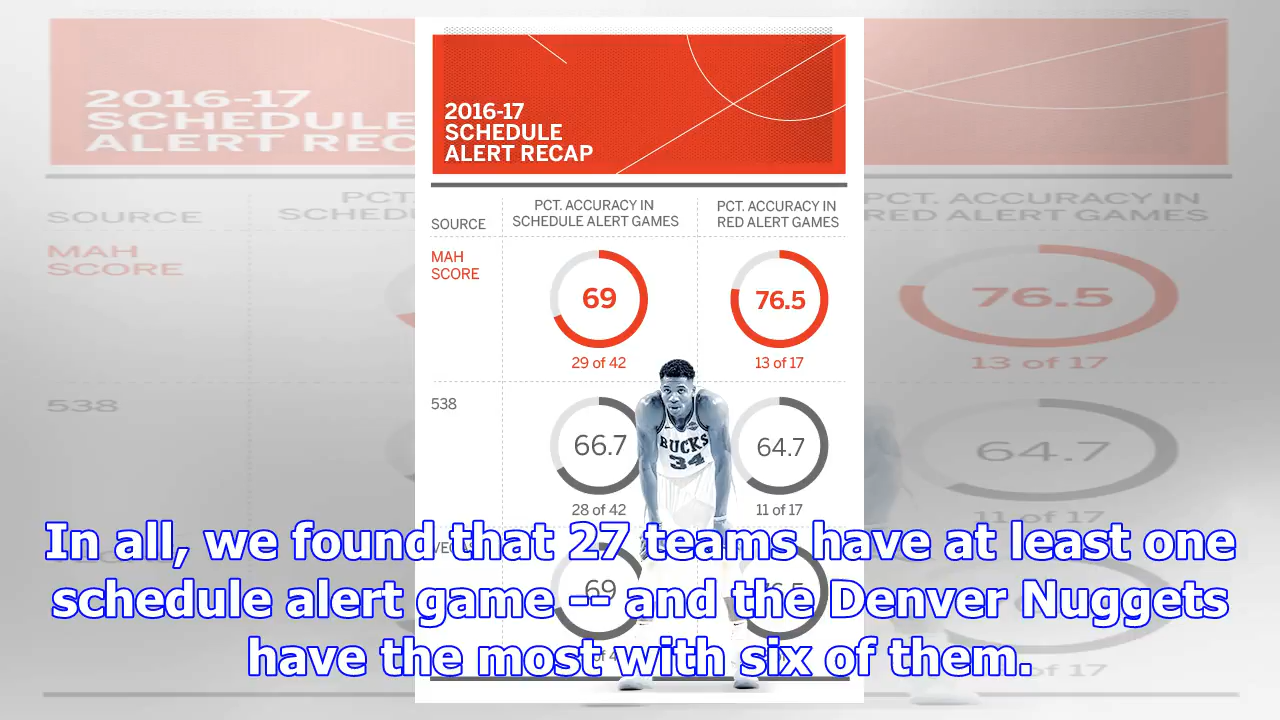 2016-17
SCHEDULE
ALERT RECAP
SOURCE
PCT. ACCURACY IN
SCHEDULE ALERT GAMES
PCT. ACCURACY IN
RED ALERT GAMES
MAH
SCORE
69
76.5
29 of 42
13 of 17
538
66.7
64.7
28 of 42
11 of 17
BUCKS
34
69
In all, we found that 27 teams have at least one
schedule alert game -- and the Denver Nuggets
have the most with six of them.